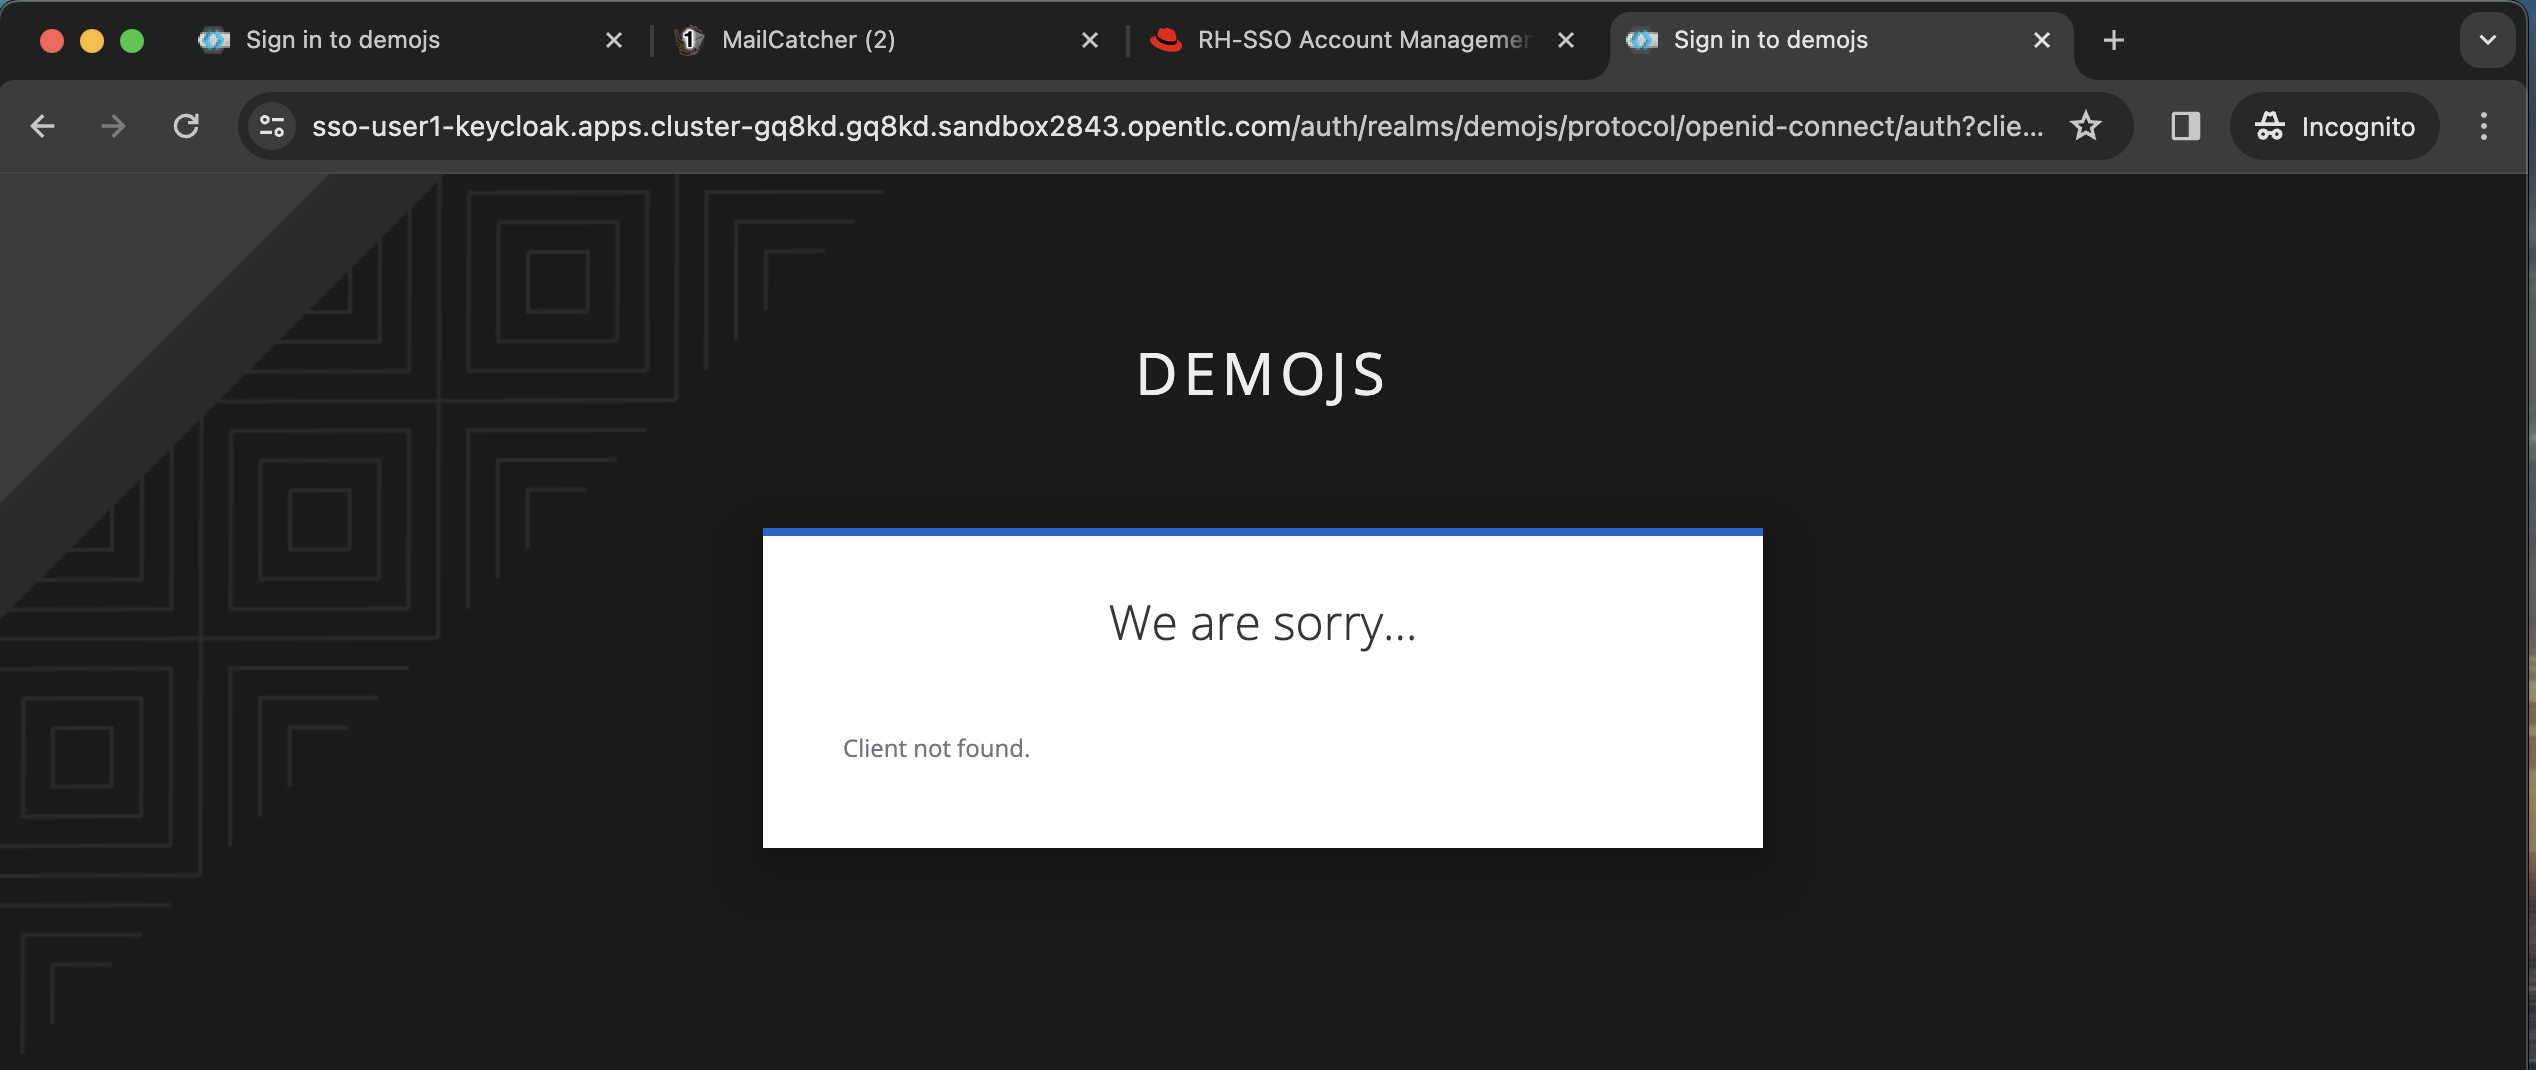 Sign in to demojs
MailCatcher (2)
RH-SSO Account Managemen
Sign in to demojs
sso-user1-keycloak.apps.cluster-gq8kd.gq8kd.sandbox2843.opentlc.com/auth/realms/demojs/protocol/openid-connect/auth?clie...
Incognito
DEMOJS
We are sorry...
Client not found.